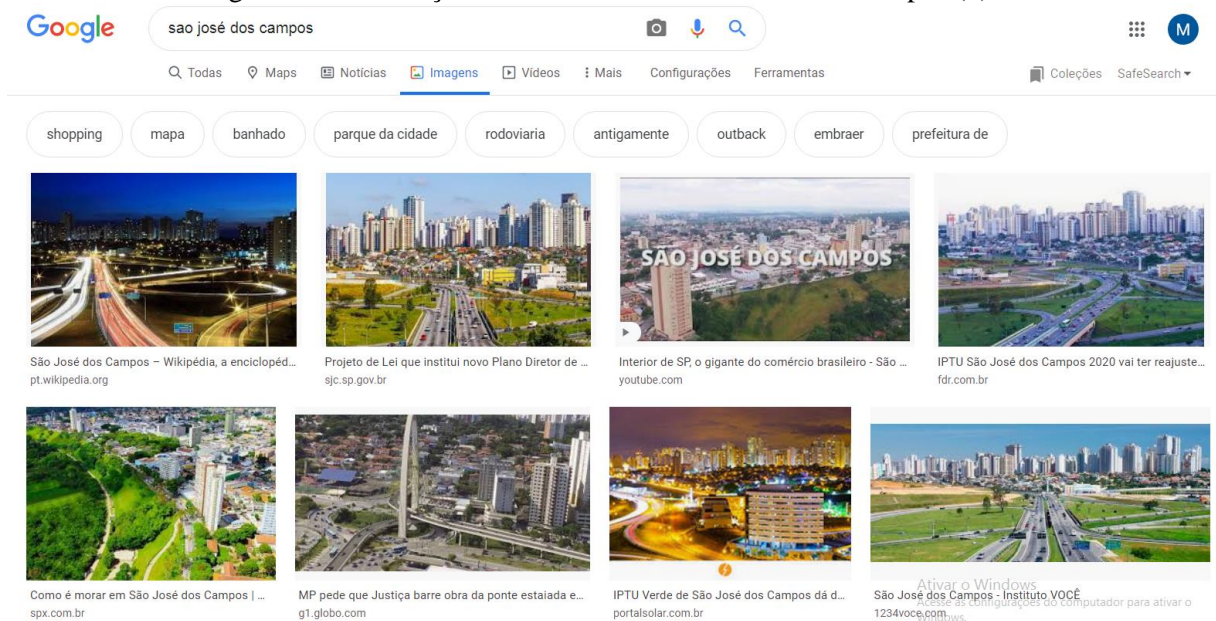 Google
sao josé dos campos
M
Todas Maps Notícias Imagens Vídeos Mais Configurações Ferramentas Coleções SafeSearch
shopping mapa banhado parque da cidade rodoviaria antigamente outback embraer prefeitura de
SÃO JOSÉ DOS CAMPOS
São José dos Campos – Wikipédia, a enciclopéd...
pt.wikipedia.org
Projeto de Lei que institui novo Plano Diretor de ...
sjc.sp.gov.br
Interior de SP, o gigante do comércio brasileiro - São ...
youtube.com
IPTU São José dos Campos 2020 vai ter reajuste...
fdr.com.br
Como é morar em São José dos Campos | ...
spx.com.br
MP pede que Justiça barre obra da ponte estaiada e...
g1.globo.com
IPTU Verde de São José dos Campos dá d...
portalsolar.com.br
São José dos Campos - Instituto VOCÊ
1234voce.com
Ativar o Windows
Acesse as configurações do computador para ativar o
Windows.